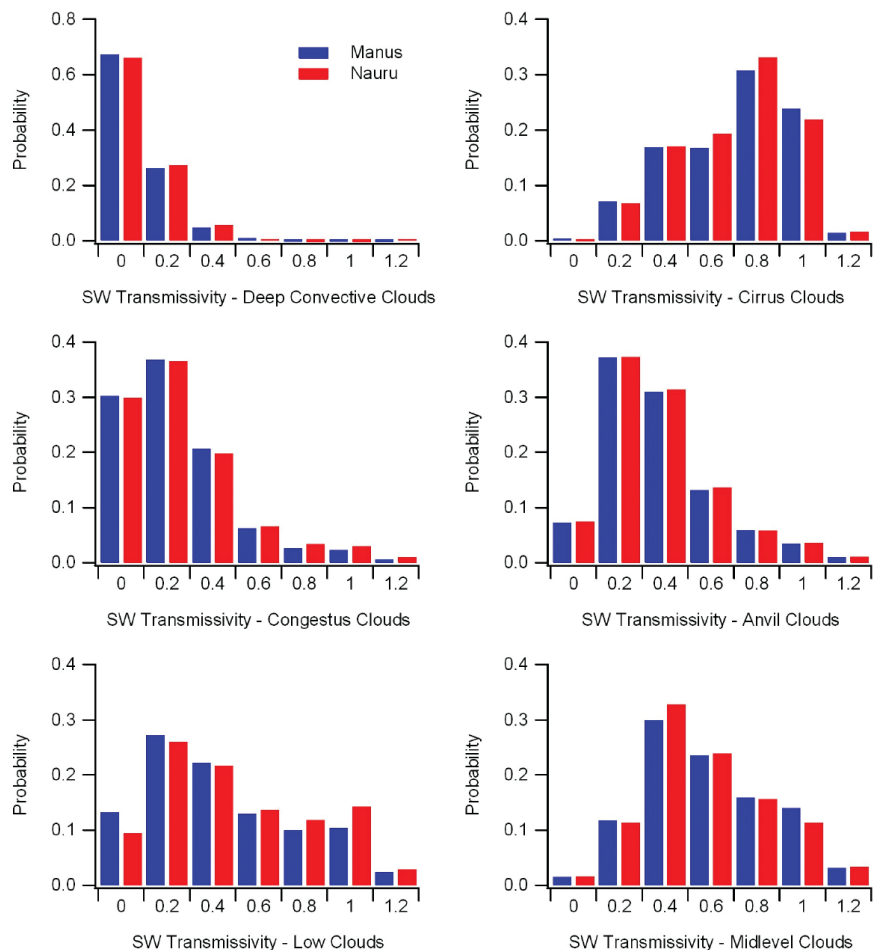 0.8
0.6
0.4
0.2
0.0
Probability
Manus
Nauru
0 0.2 0.4 0.6 0.8 1 1.2
SW Transmissivity - Deep Convective Clouds
0.4
0.3
0.2
0.1
0.0
Probability
0 0.2 0.4 0.6 0.8 1 1.2
SW Transmissivity - Cirrus Clouds
0.4
0.3
0.2
0.1
0.0
Probability
0 0.2 0.4 0.6 0.8 1 1.2
SW Transmissivity - Congestus Clouds
0.4
0.3
0.2
0.1
0.0
Probability
0 0.2 0.4 0.6 0.8 1 1.2
SW Transmissivity - Anvil Clouds
0.4
0.3
0.2
0.1
0.0
Probability
0 0.2 0.4 0.6 0.8 1 1.2
SW Transmissivity - Low Clouds
0.4
0.3
0.2
0.1
0.0
Probability
0 0.2 0.4 0.6 0.8 1 1.2
SW Transmissivity - Midlevel Clouds